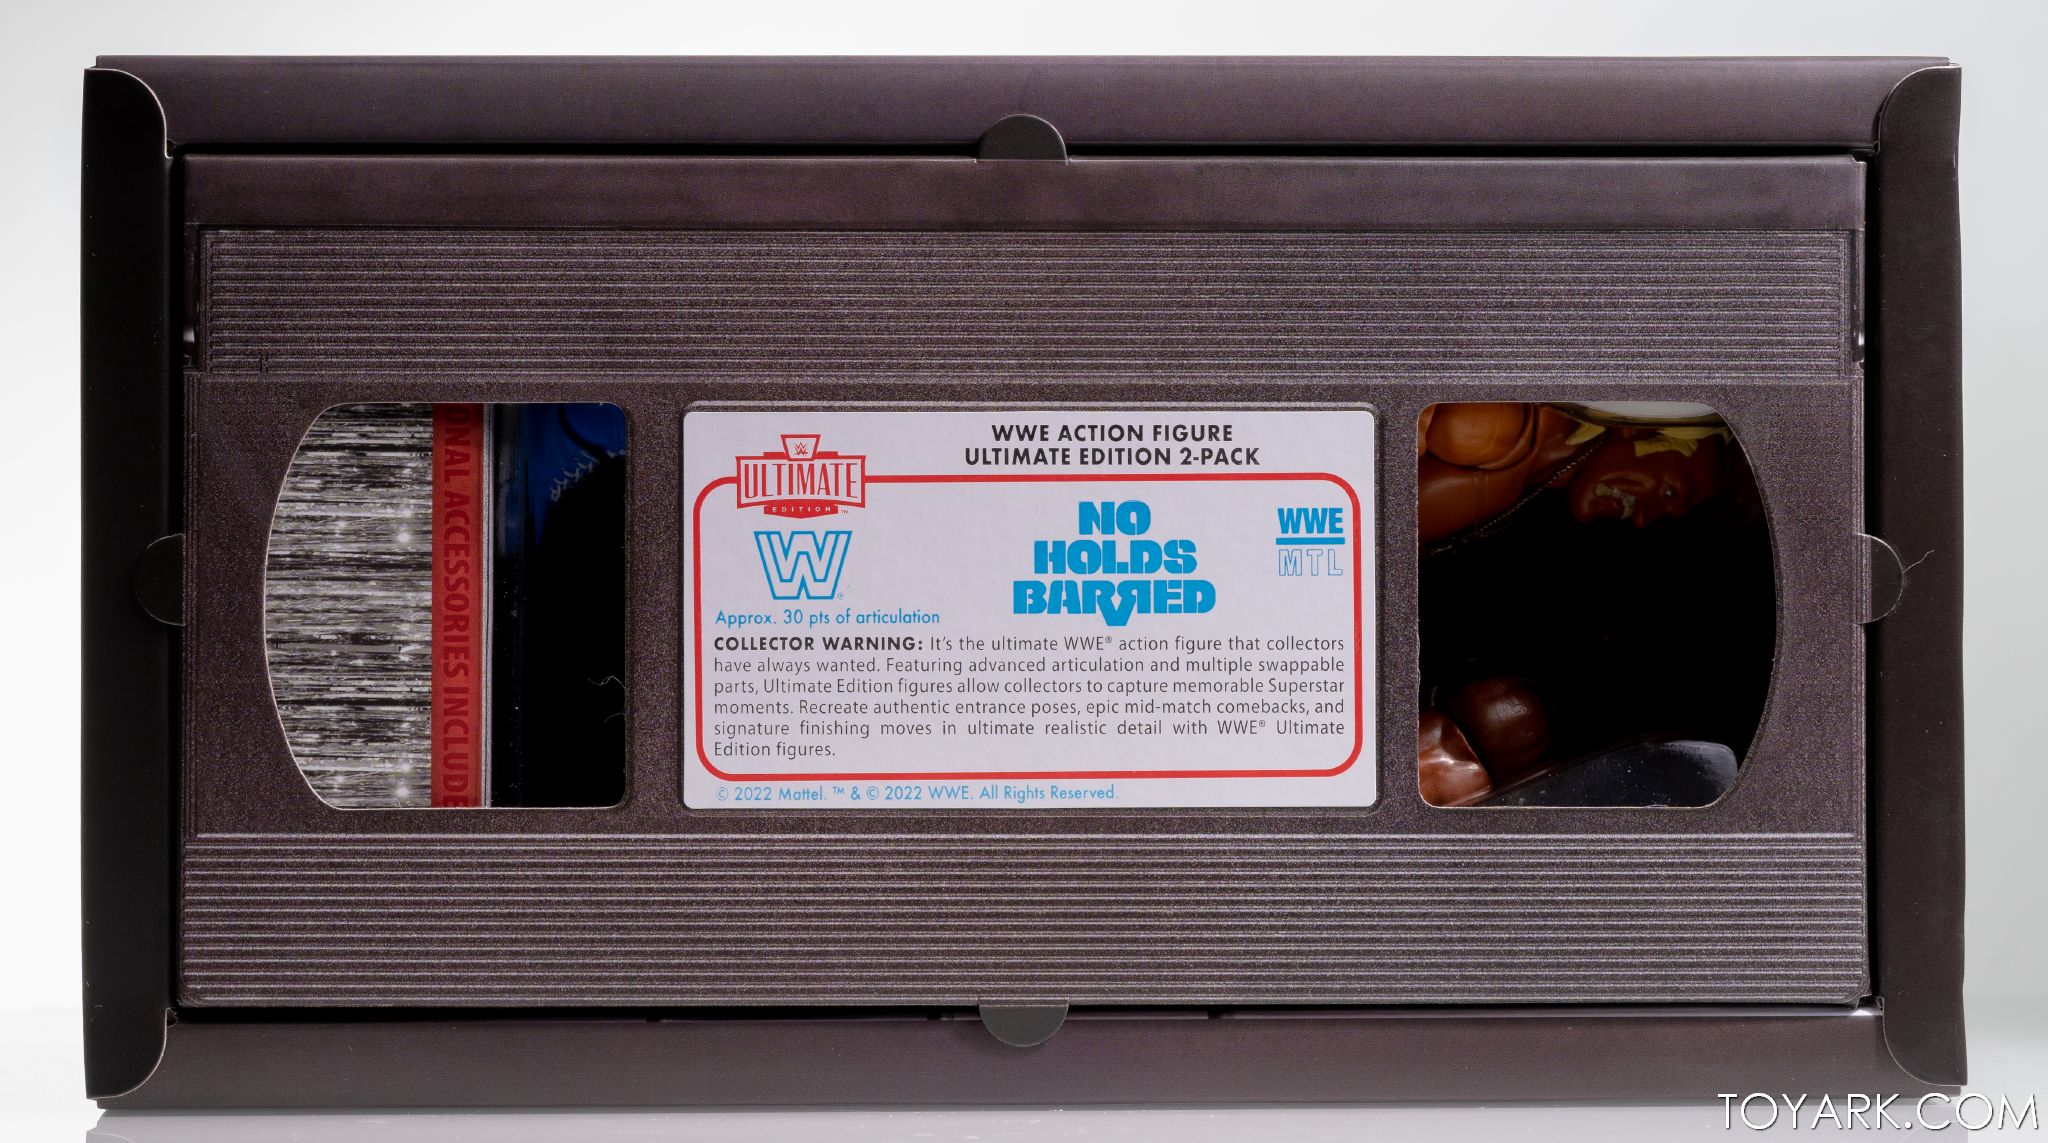 WWE ACTION FIGURE
ULTIMATE EDITION 2-PACK
ULTIMATE
EDITION™
W®
NO
HOLDS
BARRED
WWE
MTL
Approx. 30 pts of articulation
COLLECTOR WARNING: It's the ultimate WWE® action figure that collectors
have always wanted. Featuring advanced articulation and multiple swappable
parts, Ultimate Edition figures allow collectors to capture memorable Superstar
moments. Recreate authentic entrance poses, epic mid-match comebacks, and
signature finishing moves in ultimate realistic detail with WWE® Ultimate
Edition figures.
© 2022 Mattel. ™ & © 2022 WWE. All Rights Reserved.
ONAL ACCESSORIES INCLUDE
TOYARK.COM